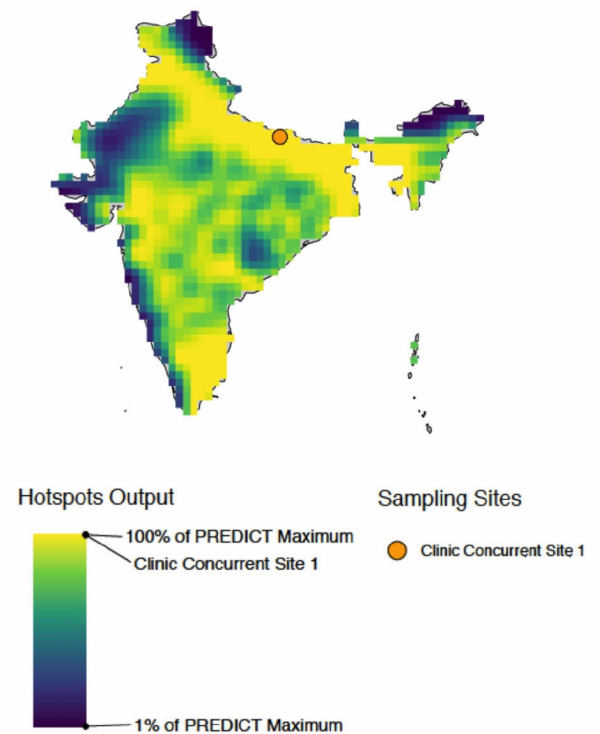 Hotspots Output
100% of PREDICT Maximum
Clinic Concurrent Site 1
1% of PREDICT Maximum
Sampling Sites
Clinic Concurrent Site 1